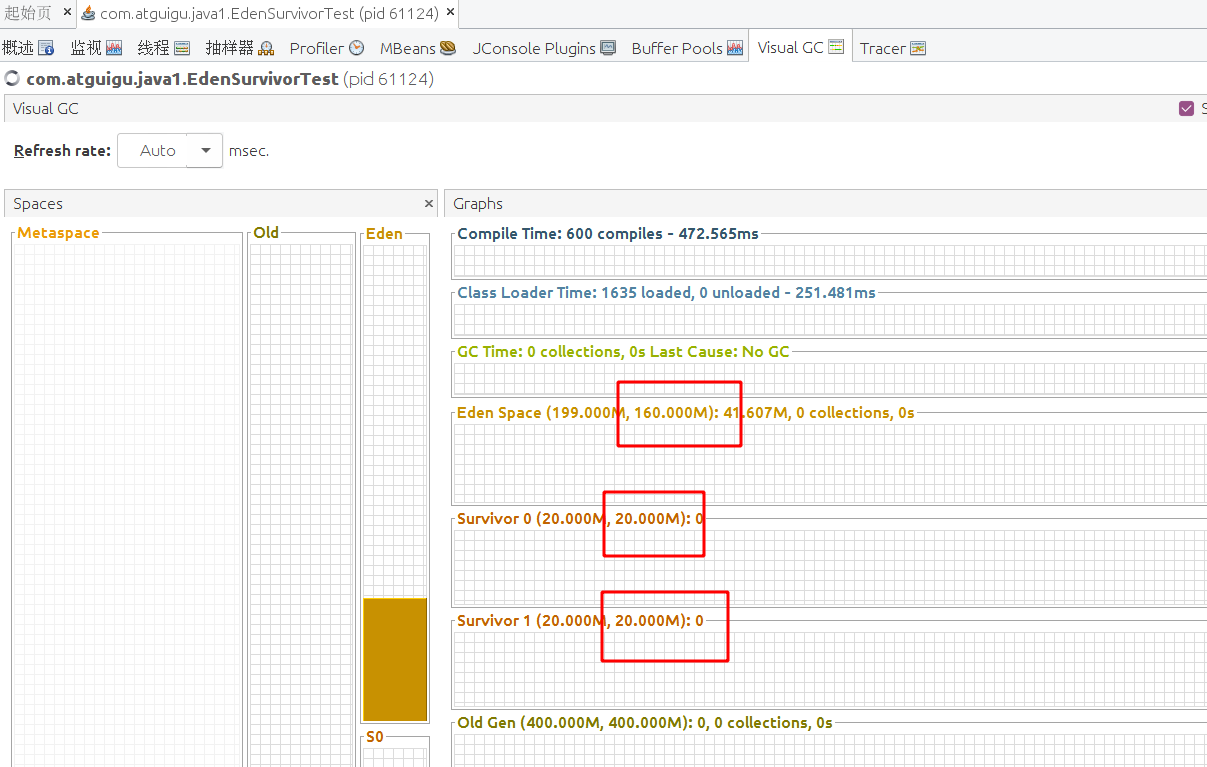 起始页 × com.atguigu.java1.EdenSurvivorTest (pid 61124) ×
概述 监视 线程 抽样器 Profiler MBeans JConsole Plugins Buffer Pools Visual GC Tracer
com.atguigu.java1.EdenSurvivorTest (pid 61124)
Visual GC S
Refresh rate: Auto msec.
Spaces ×
Graphs
Metaspace
Old
Eden
S0
Compile Time: 600 compiles - 472.565ms
Class Loader Time: 1635 loaded, 0 unloaded - 251.481ms
GC Time: 0 collections, 0s Last Cause: No GC
Eden Space (199.000M, 160.000M): 41.607M, 0 collections, 0s
Survivor 0 (20.000M, 20.000M): 0
Survivor 1 (20.000M, 20.000M): 0
Old Gen (400.000M, 400.000M): 0, 0 collections, 0s